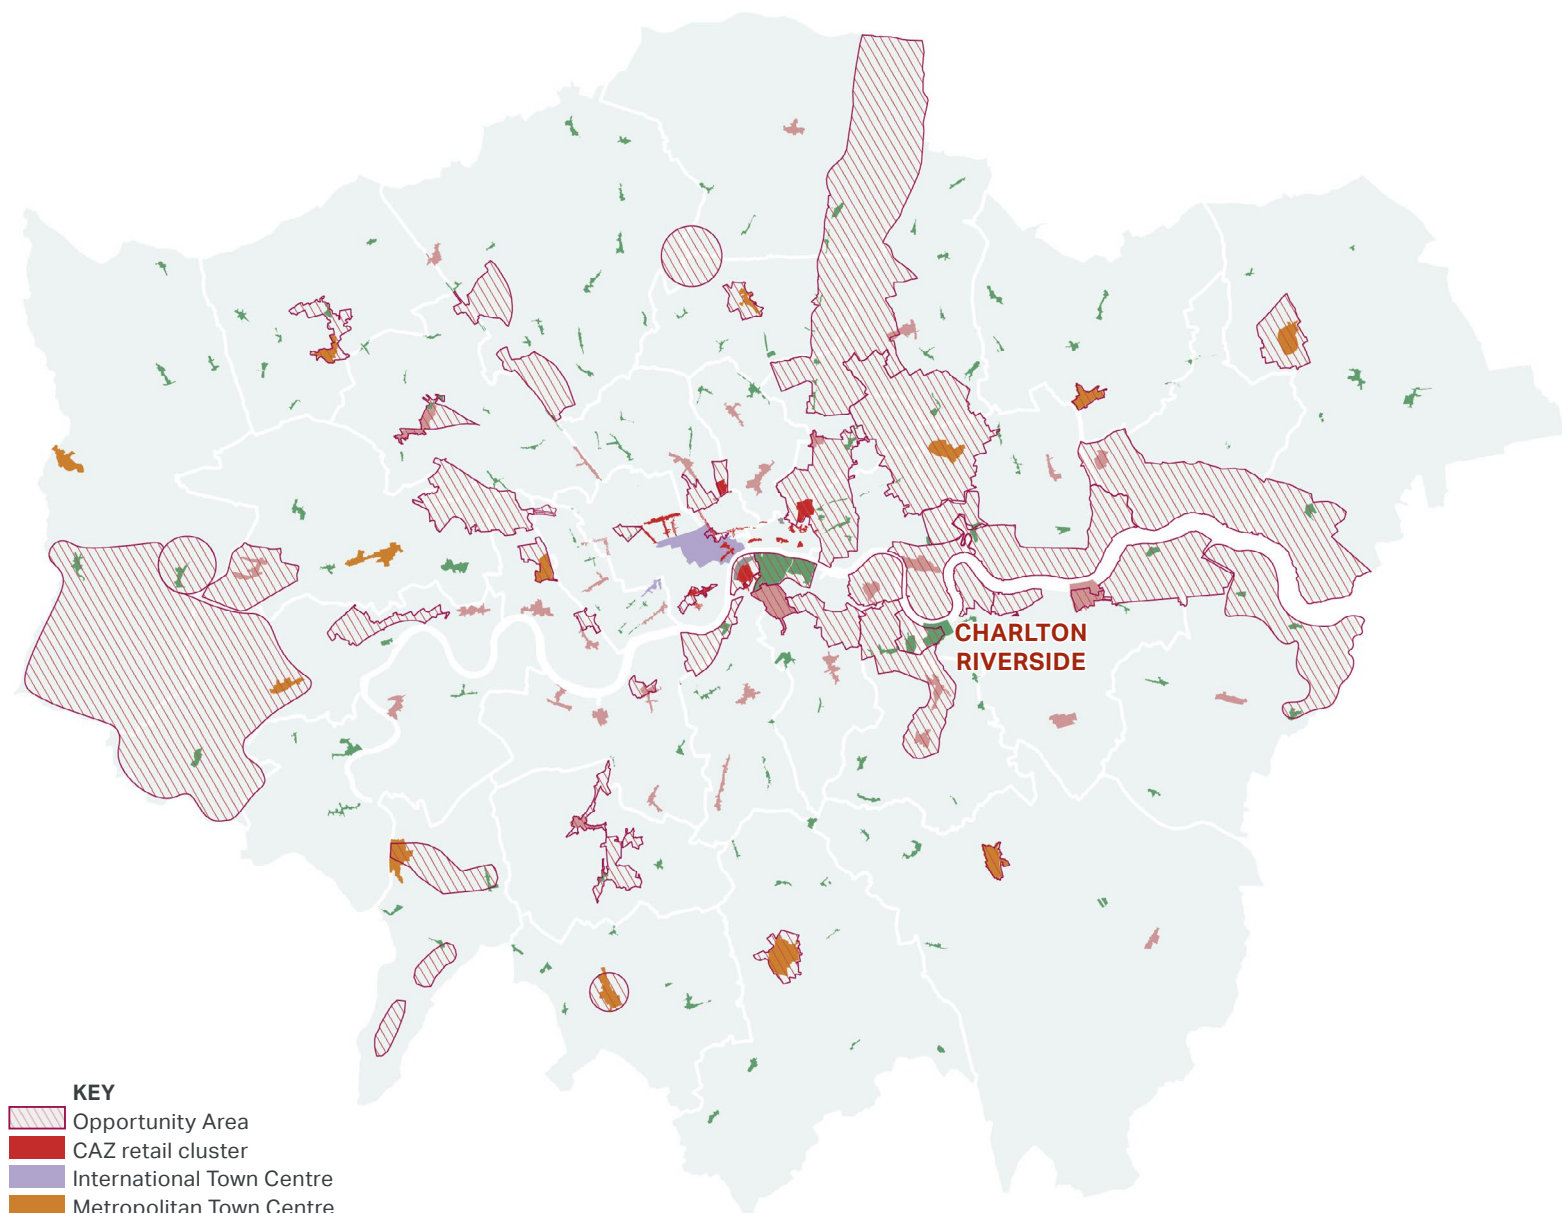 CHARLTON
RIVERSIDE
KEY
Opportunity Area
CAZ retail cluster
International Town Centre
Metropolitan Town Centre